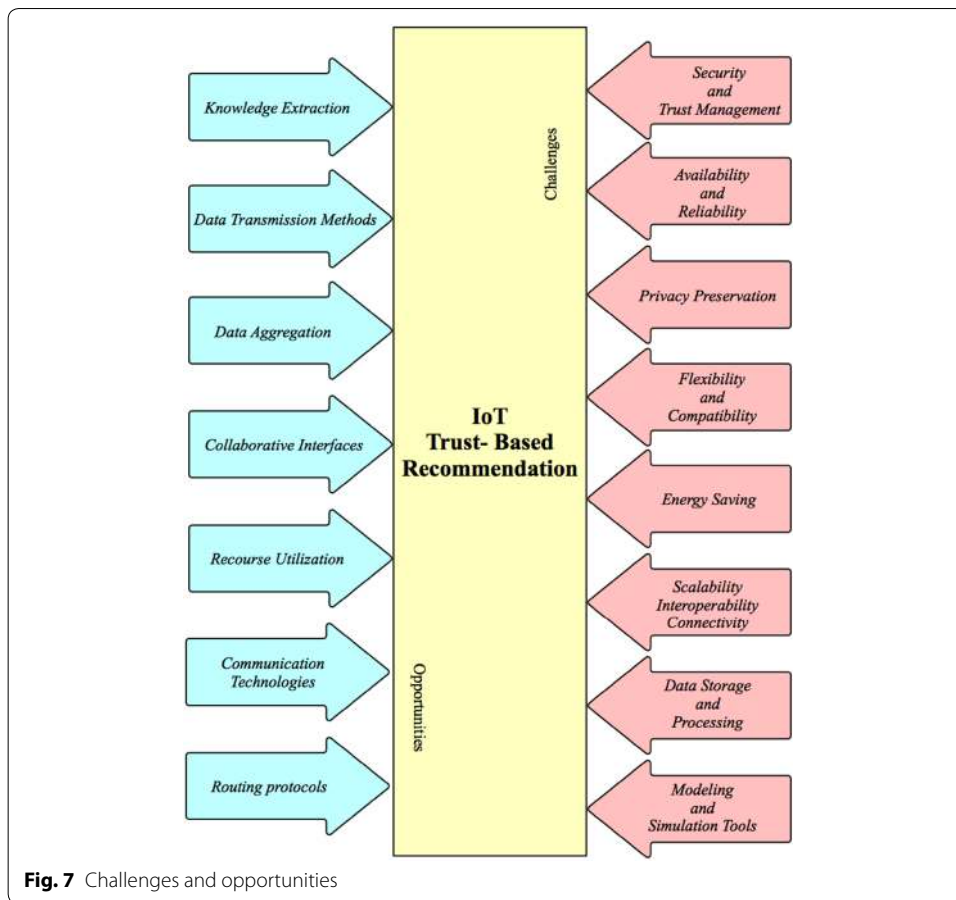 Knowledge Extraction
Data Transmission Methods
Data Aggregation
Collaborative Interfaces
Recourse Utilization
Communication
Technologies
Routing protocols
Challenges
IoT
Trust- Based
Recommendation
Opportunities
Security
and
Trust Management
Availability
and
Reliability
Privacy Preservation
Flexibility
and
Compatibility
Energy Saving
Scalability
Interoperability
Connectivity
Data Storage
and
Processing
Modeling
and
Simulation Tools
Fig. 7 Challenges and opportunities